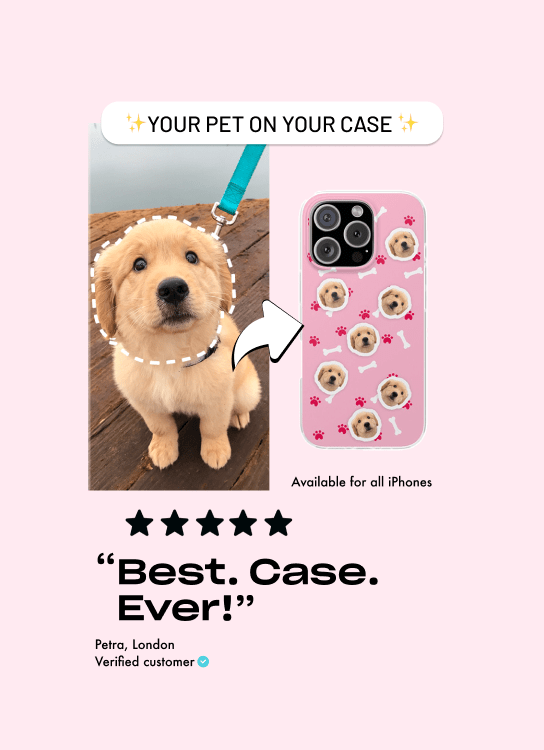 ✨YOUR PET ON YOUR CASE✨
Available for all iPhones
“Best. Case.
Ever!”
Petra, London
Verified customer